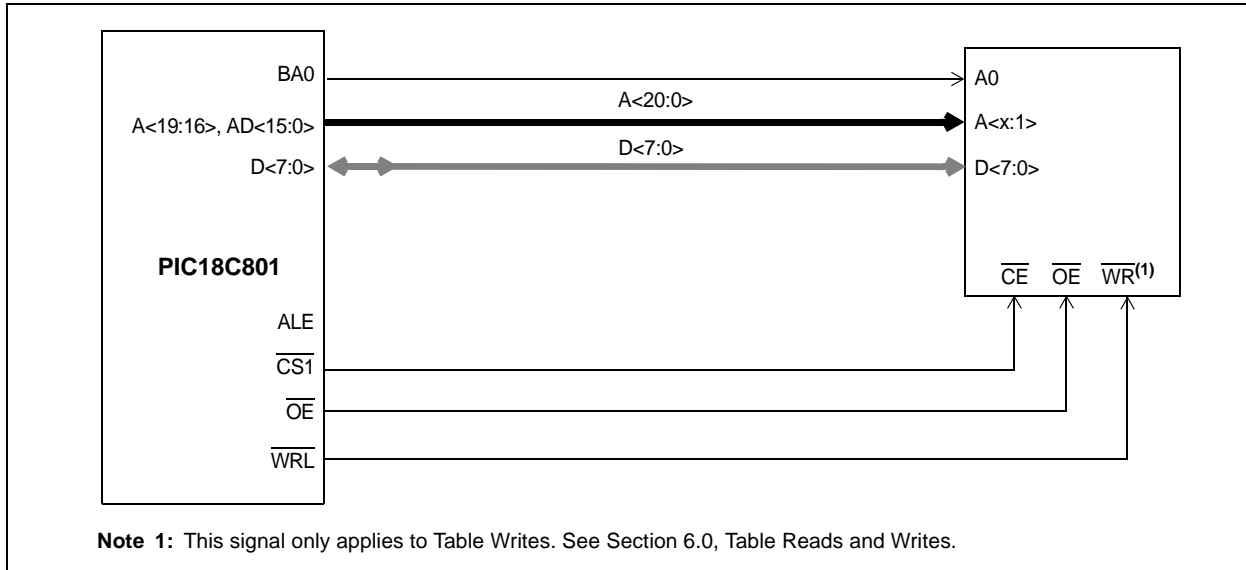 BA0
A0
A<20:0>
A<19:16>, AD<15:0>
A<x:1>
D<7:0>
D<7:0>
D<7:0>
PIC18C801
CE OE WR(1)
ALE
CS1
OE
WRL
Note 1: This signal only applies to Table Writes. See Section 6.0, Table Reads and Writes.